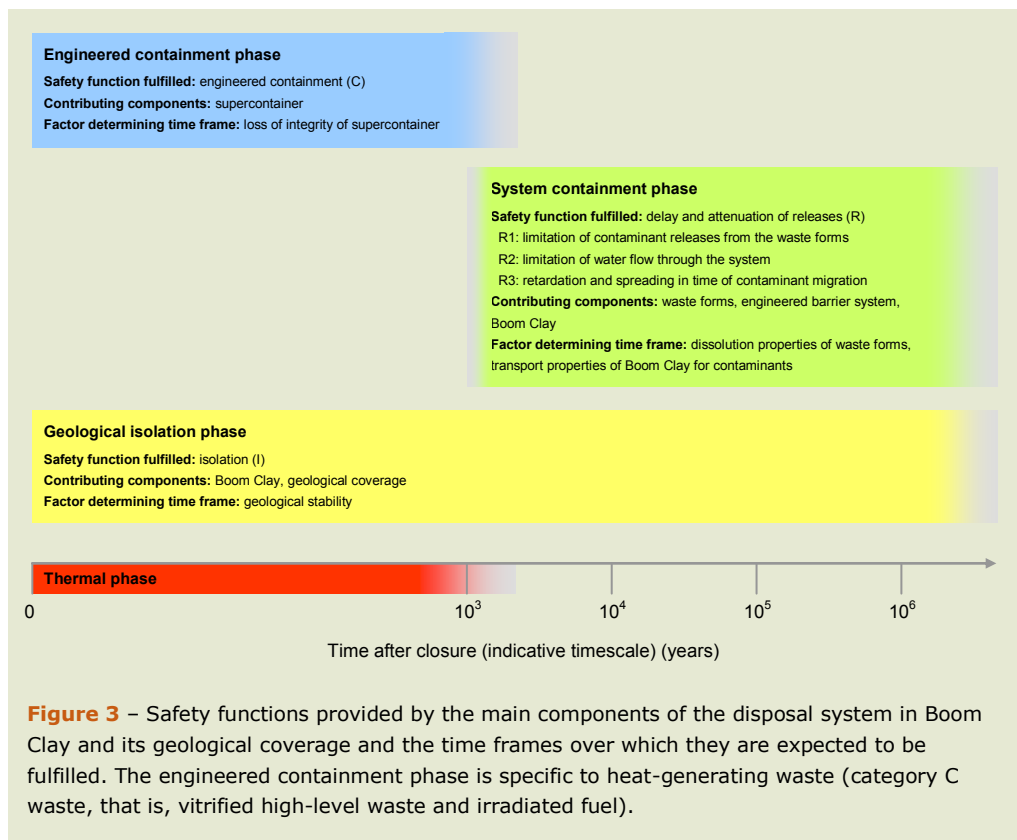 Engineered containment phase
Safety function fulfilled: engineered containment (C)
Contributing components: supercontainer
Factor determining time frame: loss of integrity of supercontainer
System containment phase
Safety function fulfilled: delay and attenuation of releases (R)
R1: limitation of contaminant releases from the waste forms
R2: limitation of water flow through the system
R3: retardation and spreading in time of contaminant migration
Contributing components: waste forms, engineered barrier system,
Boom Clay
Factor determining time frame: dissolution properties of waste forms,
transport properties of Boom Clay for contaminants
Geological isolation phase
Safety function fulfilled: isolation (I)
Contributing components: Boom Clay, geological coverage
Factor determining time frame: geological stability
Thermal phase
0 10³ 10⁴ 10⁵ 10⁶
Time after closure (indicative timescale) (years)
Figure 3 – Safety functions provided by the main components of the disposal system in Boom
Clay and its geological coverage and the time frames over which they are expected to be
fulfilled. The engineered containment phase is specific to heat-generating waste (category C
waste, that is, vitrified high-level waste and irradiated fuel).